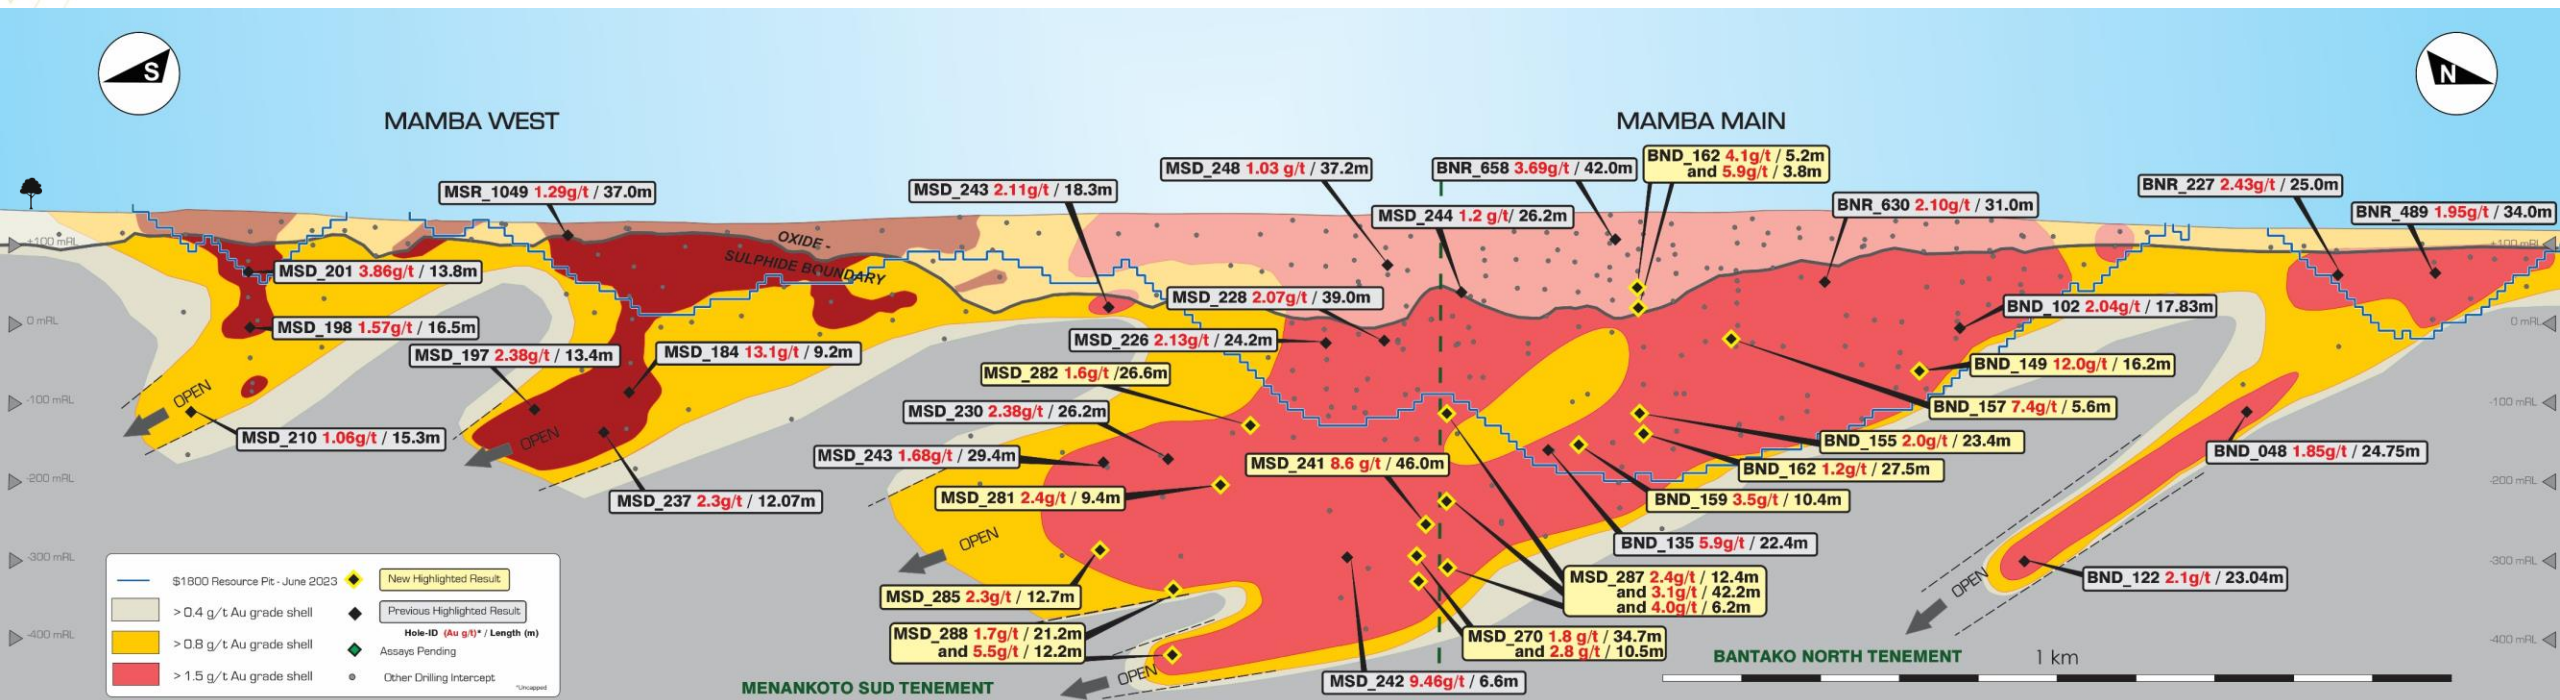 S
N
MAMBA WEST
MAMBA MAIN
MSR_1049 1.29g/t / 37.0m
MSD_243 2.11g/t / 18.3m
MSD_248 1.03 g/t / 37.2m
BNR_658 3.69g/t / 42.0m
BND_162 4.1g/t / 5.2m
and 5.9g/t / 3.8m
MSD_244 1.2 g/t/ 26.2m
BNR_630 2.10g/t / 31.0m
BNR_227 2.43g/t / 25.0m
BNR_489 1.95g/t / 34.0m
+100 mRL
+100 mRL
OXIDE -
SULPHIDE BOUNDARY
MSD_201 3.86g/t / 13.8m
MSD_228 2.07g/t / 39.0m
BND_102 2.04g/t / 17.83m
0 mRL
MSD_198 1.57g/t / 16.5m
0 mRL
MSD_226 2.13g/t / 24.2m
MSD_197 2.38g/t / 13.4m
MSD_184 13.1g/t / 9.2m
BND_149 12.0g/t / 16.2m
MSD_282 1.6g/t /26.6m
OPEN
-100 mRL
-100 mRL
BND_157 7.4g/t / 5.6m
MSD_230 2.38g/t / 26.2m
MSD_210 1.06g/t / 15.3m
OPEN
BND_155 2.0g/t / 23.4m
BND_048 1.85g/t / 24.75m
MSD_243 1.68g/t / 29.4m
MSD_241 8.6 g/t / 46.0m
BND_162 1.2g/t / 27.5m
-200 mRL
-200 mRL
MSD_237 2.3g/t / 12.07m
MSD_281 2.4g/t / 9.4m
BND_159 3.5g/t / 10.4m
OPEN
BND_135 5.9g/t / 22.4m
-300 mRL
-300 mRL
$1800 Resource Pit - June 2023
New Highlighted Result
> 0.4 g/t Au grade shell
Previous Highlighted Result
Hole-ID (Au g/t)* / Length (m)
> 0.8 g/t Au grade shell
Assays Pending
> 1.5 g/t Au grade shell
Other Drilling Intercept
*Uncapped
MSD_285 2.3g/t / 12.7m
MSD_287 2.4g/t / 12.4m
and 3.1g/t / 42.2m
and 4.0g/t / 6.2m
BND_122 2.1g/t / 23.04m
OPEN
MSD_288 1.7g/t / 21.2m
and 5.5g/t / 12.2m
MSD_270 1.8 g/t / 34.7m
and 2.8 g/t / 10.5m
-400 mRL
-400 mRL
OPEN
MSD_242 9.46g/t / 6.6m
MENANKOTO SUD TENEMENT
BANTAKO NORTH TENEMENT
1 km